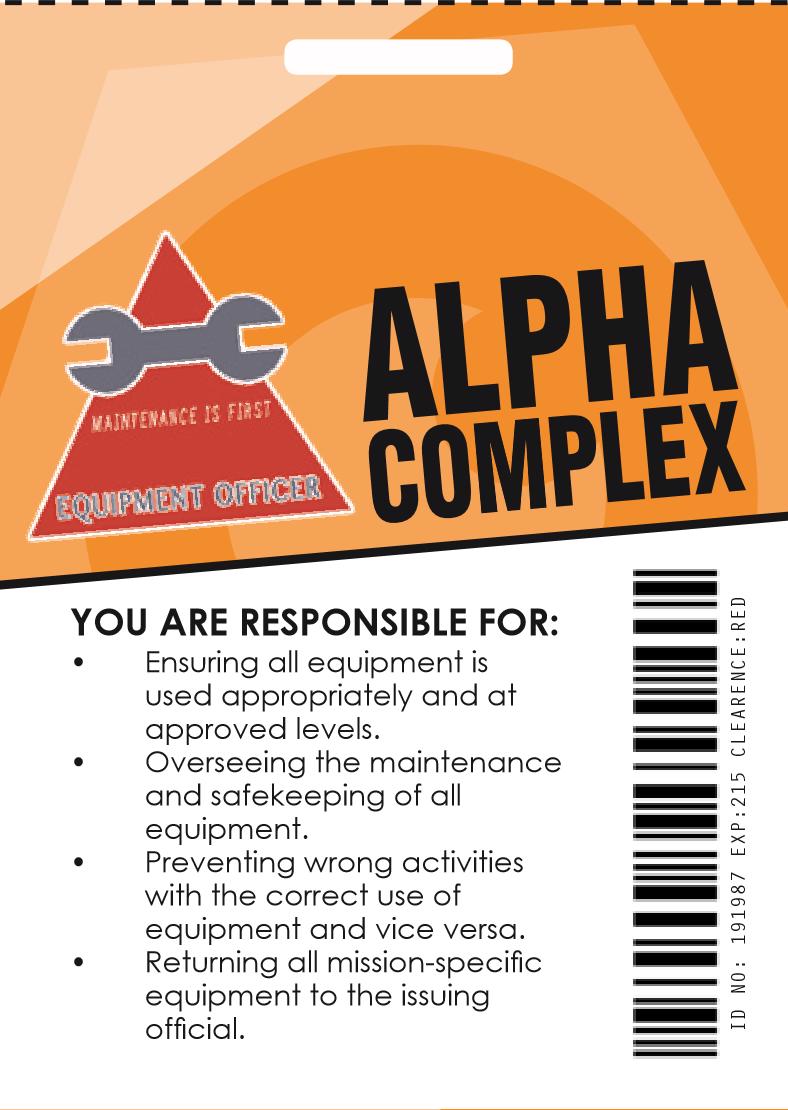 ALPHA
COMPLEX
MAINTENANCE IS FIRST
EQUIPMENT OFFICER
YOU ARE RESPONSIBLE FOR:
• Ensuring all equipment is
used appropriately and at
approved levels.
• Overseeing the maintenance
and safekeeping of all
equipment.
• Preventing wrong activities
with the correct use of
equipment and vice versa.
• Returning all mission-specific
equipment to the issuing
official.
ID NO: 191987 EXP:215 CLEARENCE:RED